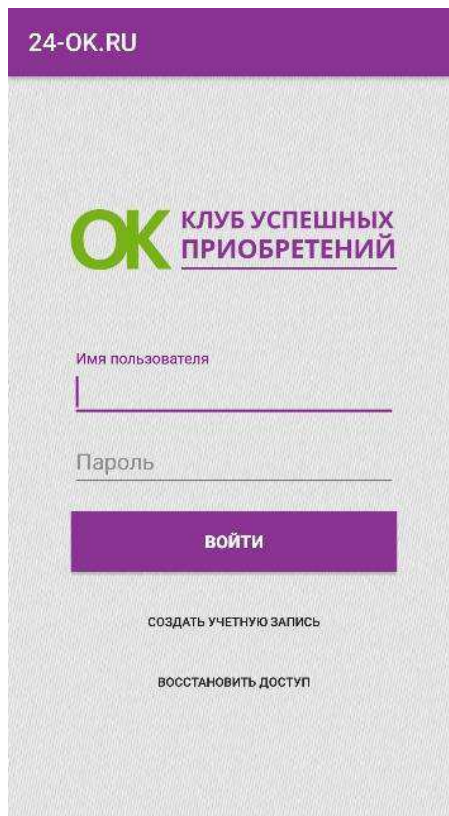 24-OK.RU
OK КЛУБ УСПЕШНЫХ
ПРИОБРЕТЕНИЙ
Имя пользователя
Пароль
ВОЙТИ
СОЗДАТЬ УЧЕТНУЮ ЗАПИСЬ
ВОССТАНОВИТЬ ДОСТУП